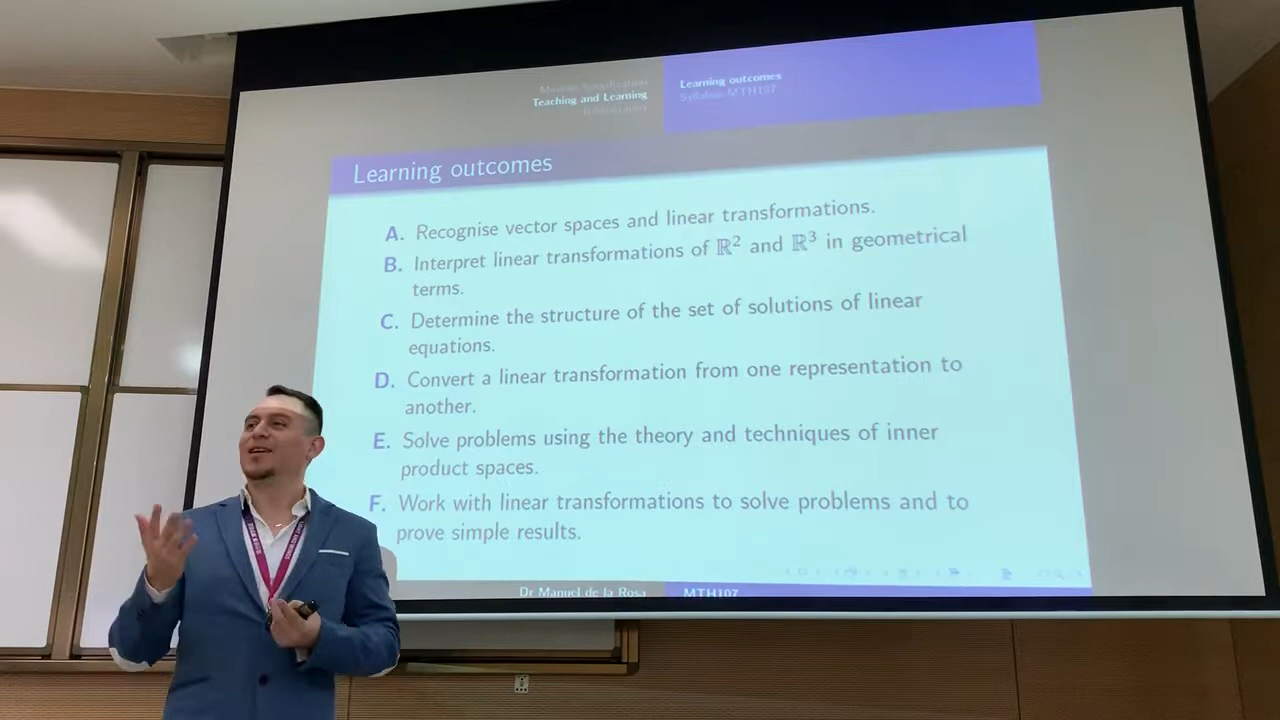 Teaching and Learning
Learning outcomes
Syllabus MTH107
Learning outcomes
A. Recognise vector spaces and linear transformations.
B. Interpret linear transformations of ℝ² and ℝ³ in geometrical
terms.
C. Determine the structure of the set of solutions of linear
equations.
D. Convert a linear transformation from one representation to
another.
E. Solve problems using the theory and techniques of inner
product spaces.
F. Work with linear transformations to solve problems and to
prove simple results.
Dr Manuel de la Rosa
MTH107